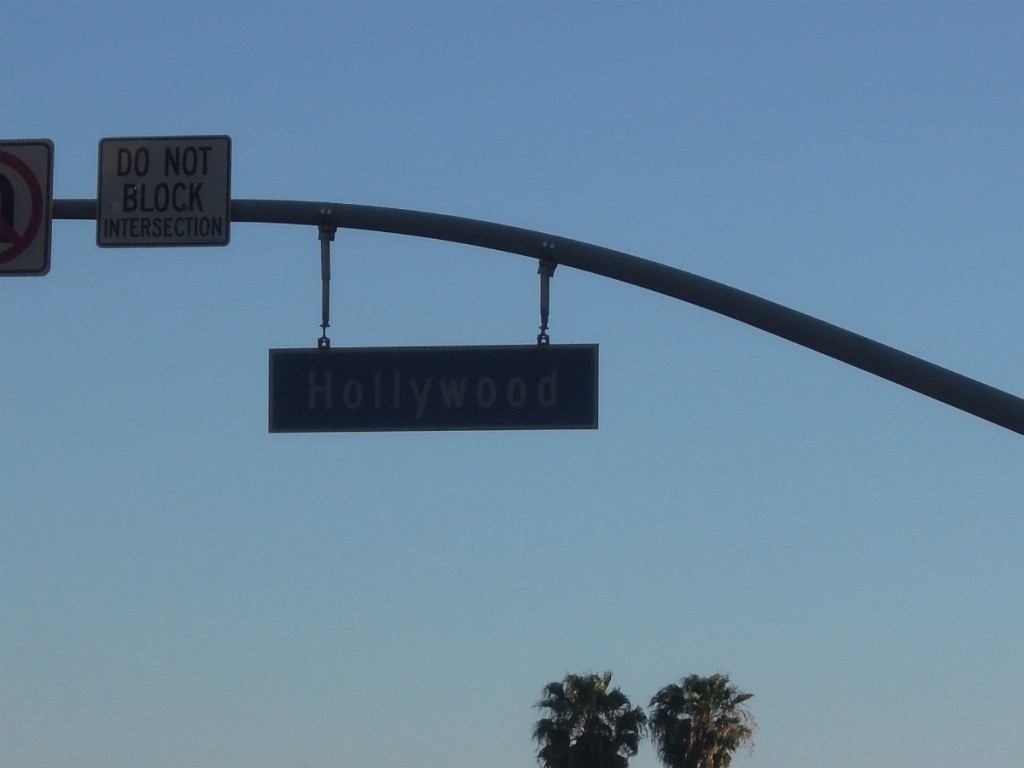 DO NOT
BLOCK
INTERSECTION
Hollywood